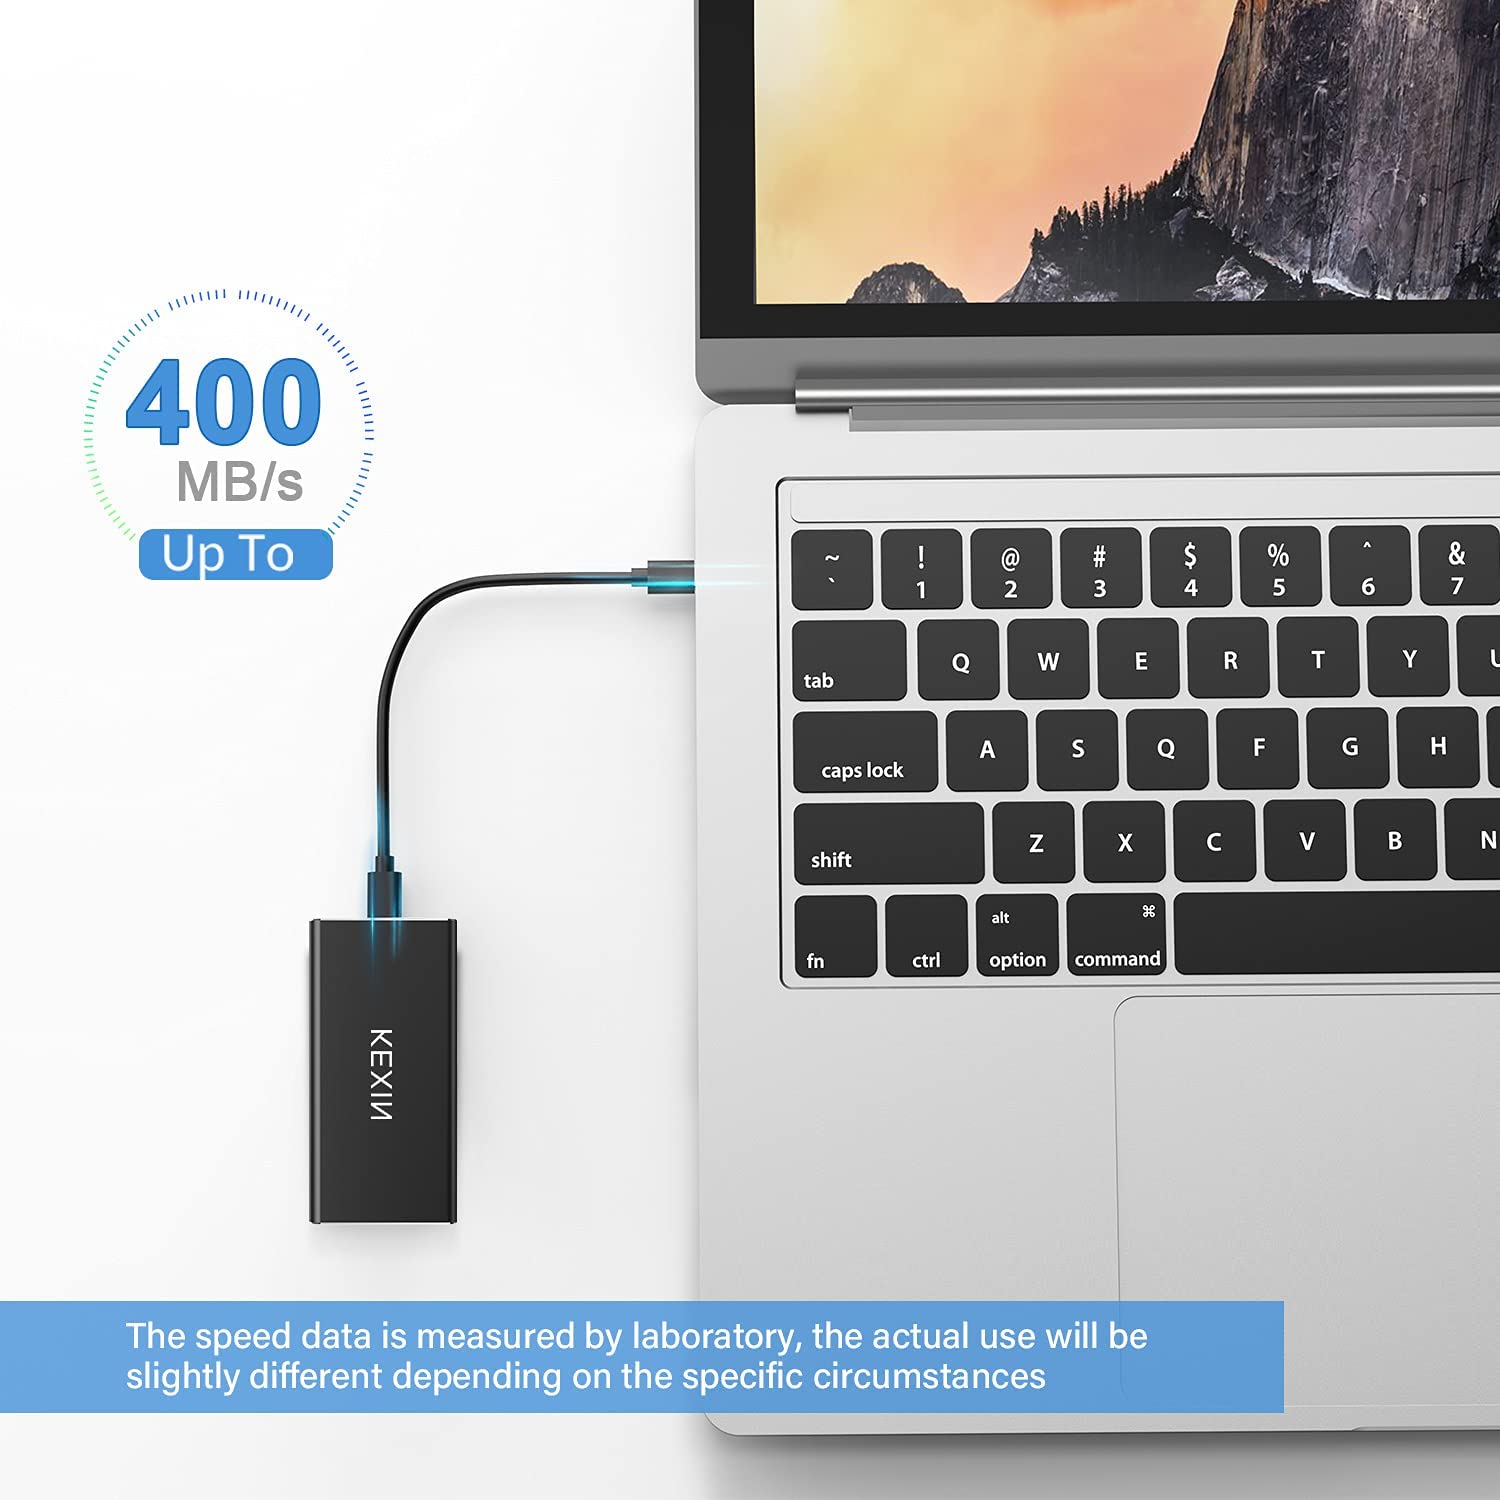 400
MB/s
Up To
~ ! @ # $ % ^ &
` 1 2 3 4 5 6 7
tab Q W E R T Y
caps lock A S Q F G H
shift Z X C V B N
alt ⌘
fn ctrl option command
KEXIN
The speed data is measured by laboratory, the actual use will be
slightly different depending on the specific circumstances